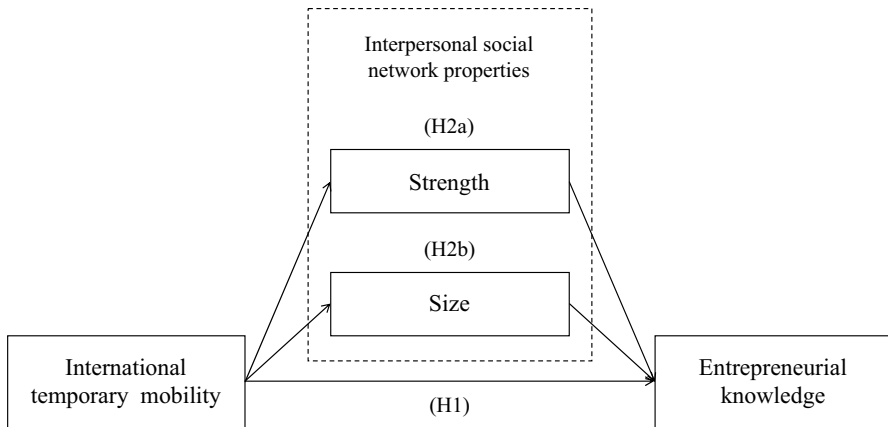 Interpersonal social
network properties
(H2a)
Strength
(H2b)
Size
International
temporary mobility
(H1)
Entrepreneurial
knowledge